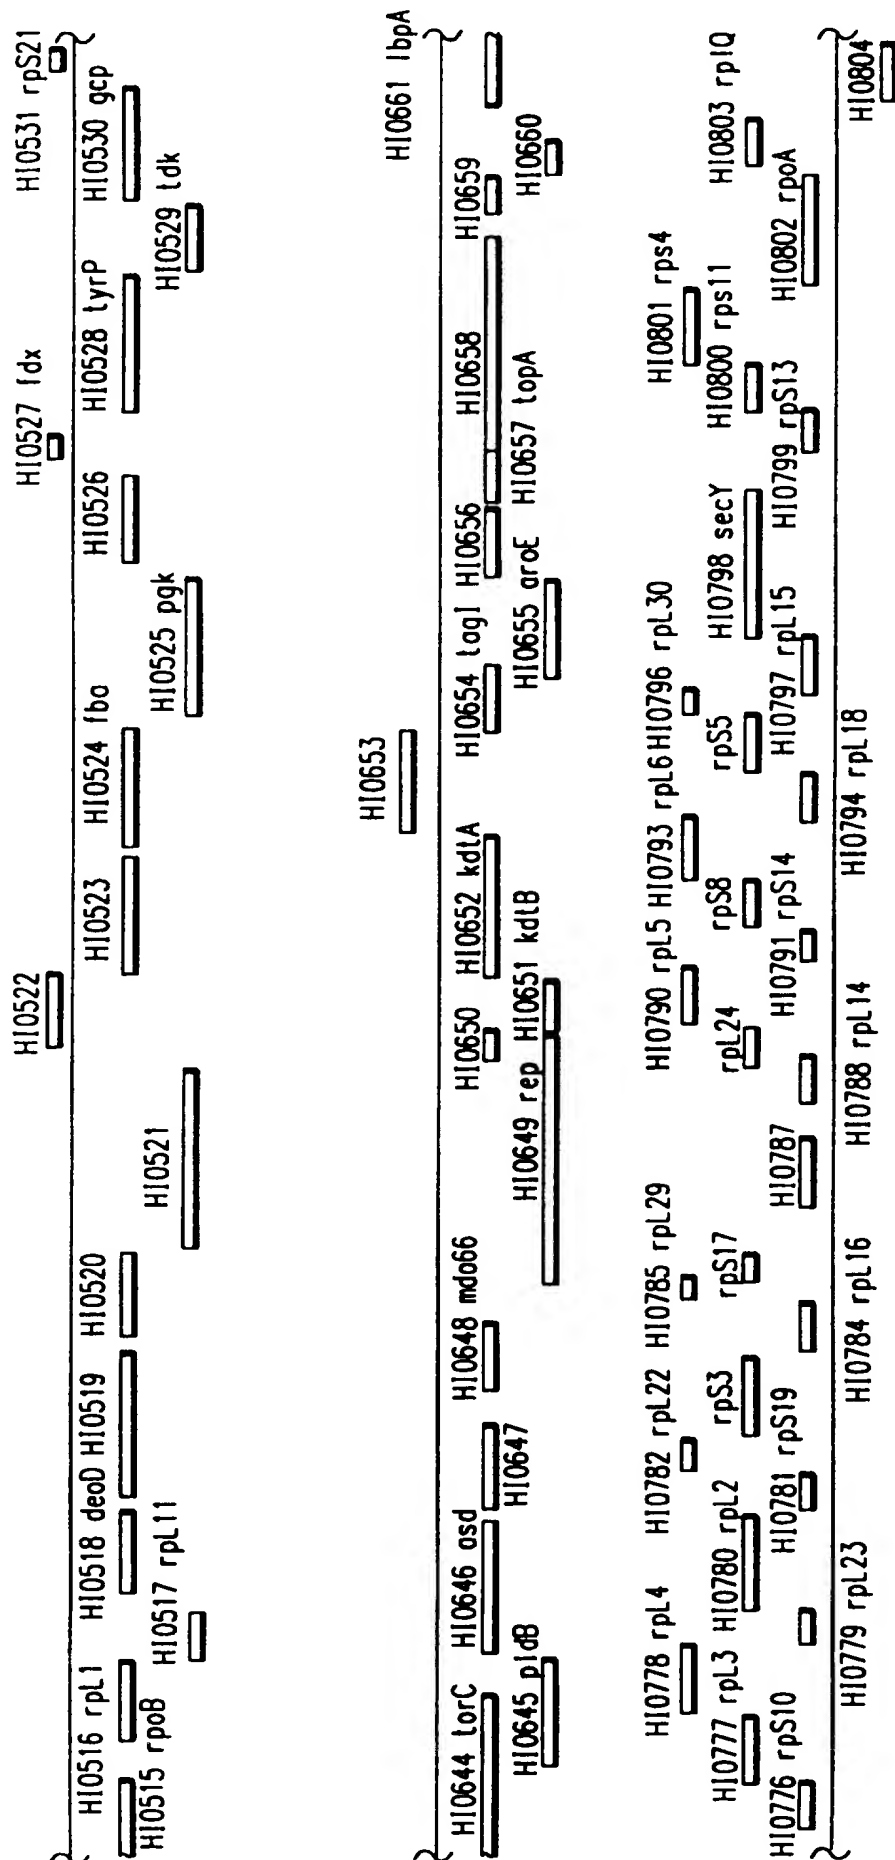 HI0515 rpoB
HI0516 rpL1
HI0517 rpL11
HI0518 deoD
HI0519
HI0520
HI0521
HI0522
HI0523
HI0524 fba
HI0525 pgk
HI0526
HI0527 fdx
HI0528 tyrP
HI0529 tdk
HI0530 gcp
HI0531 rpS21
HI0644 torC
HI0645 pldB
HI0646 asd
HI0647
HI0648 mda66
HI0649 rep
HI0650
HI0651 kdtB
HI0652 kdtA
HI0653
HI0654 tagI
HI0655 aroE
HI0656
HI0657 topA
HI0658
HI0659
HI0660
HI0661 lbpA
HI0776 rpS10
HI0777 rpL3
HI0778 rpL4
HI0779 rpL23
HI0780 rpL2
HI0781 rpS19
HI0782 rpL22
rpS3
HI0784 rpL16
HI0785 rpL29
rpS17
HI0787
HI0788 rpL14
rpL24
HI0790 rpL5
HI0791 rpS14
rpS8
HI0793 rpL6
HI0794 rpL18
rpS5
HI0796 rpL30
HI0797 rpL15
HI0798 secY
HI0799 rpS13
HI0800 rps11
HI0801 rps4
HI0802 rpoA
HI0803 rplQ
HI0804